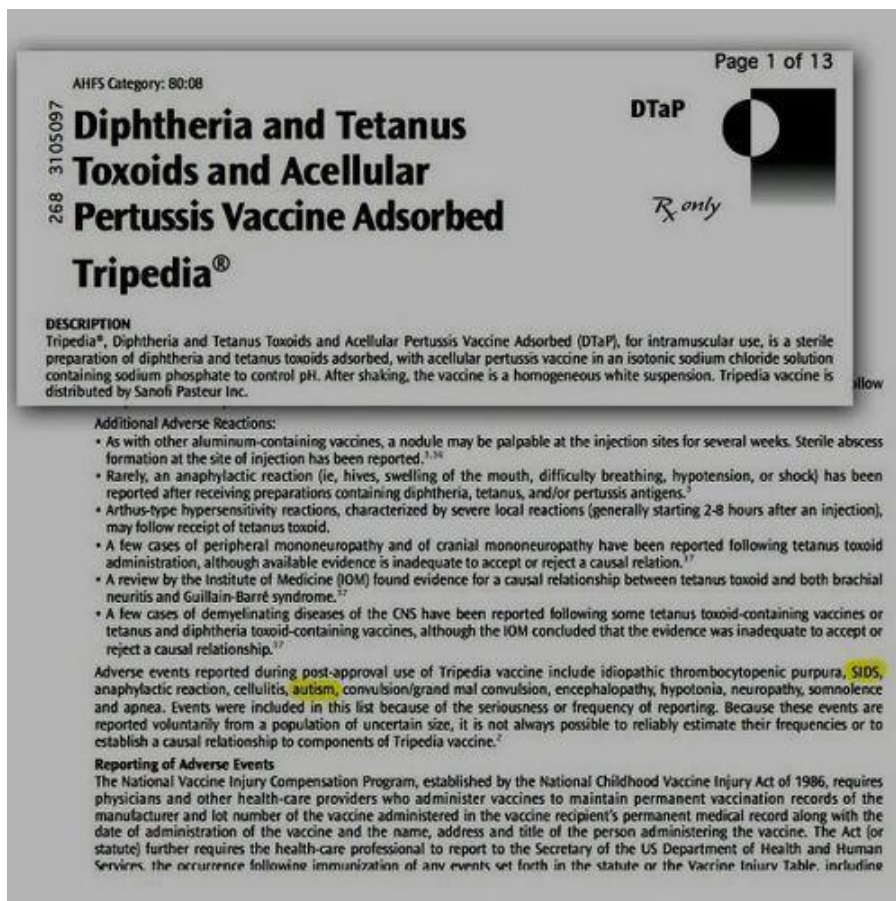 Page 1 of 13
AHFS Category: 80:08
268 3105097
DTaP
Diphtheria and Tetanus
Toxoids and Acellular
Pertussis Vaccine Adsorbed
Rx only
Tripedia®
DESCRIPTION
Tripedia®, Diphtheria and Tetanus Toxoids and Acellular Pertussis Vaccine Adsorbed (DTaP), for intramuscular use, is a sterile
preparation of diphtheria and tetanus toxoids adsorbed, with acellular pertussis vaccine in an isotonic sodium chloride solution
containing sodium phosphate to control pH. After shaking, the vaccine is a homogeneous white suspension. Tripedia vaccine is
distributed by Sanofi Pasteur Inc.
Additional Adverse Reactions:
• As with other aluminum-containing vaccines, a nodule may be palpable at the injection sites for several weeks. Sterile abscess
formation at the site of injection has been reported.
• Rarely, an anaphylactic reaction (ie, hives, swelling of the mouth, difficulty breathing, hypotension, or shock) has been
reported after receiving preparations containing diphtheria, tetanus, and/or pertussis antigens.
• Arthus-type hypersensitivity reactions, characterized by severe local reactions (generally starting 2-8 hours after an injection),
may follow receipt of tetanus toxoid.
• A few cases of peripheral mononeuropathy and of cranial mononeuropathy have been reported following tetanus toxoid
administration, although available evidence is inadequate to accept or reject a causal relation.
• A review by the Institute of Medicine (IOM) found evidence for a causal relationship between tetanus toxoid and both brachial
neuritis and Guillain-Barré syndrome.
• A few cases of demyelinating diseases of the CNS have been reported following some tetanus toxoid-containing vaccines or
tetanus and diphtheria toxoid-containing vaccines, although the IOM concluded that the evidence was inadequate to accept or
reject a causal relationship.
Adverse events reported during post-approval use of Tripedia vaccine include idiopathic thrombocytopenic purpura, SIDS,
anaphylactic reaction, cellulitis, autism, convulsion/grand mal convulsion, encephalopathy, hypotonia, neuropathy, somnolence
and apnea. Events were included in this list because of the seriousness or frequency of reporting. Because these events are
reported voluntarily from a population of uncertain size, it is not always possible to reliably estimate their frequencies or to
establish a causal relationship to components of Tripedia vaccine.²
Reporting of Adverse Events
The National Vaccine Injury Compensation Program, established by the National Childhood Vaccine Injury Act of 1986, requires
physicians and other health-care providers who administer vaccines to maintain permanent vaccination records of the
manufacturer and lot number of the vaccine administered in the vaccine recipient's permanent medical record along with the
date of administration of the vaccine and the name, address and title of the person administering the vaccine. The Act (or
statute) further requires the health-care professional to report to the Secretary of the US Department of Health and Human
Services, the occurrence following immunization of any events set forth in the statute or the Vaccine Injury Table, including